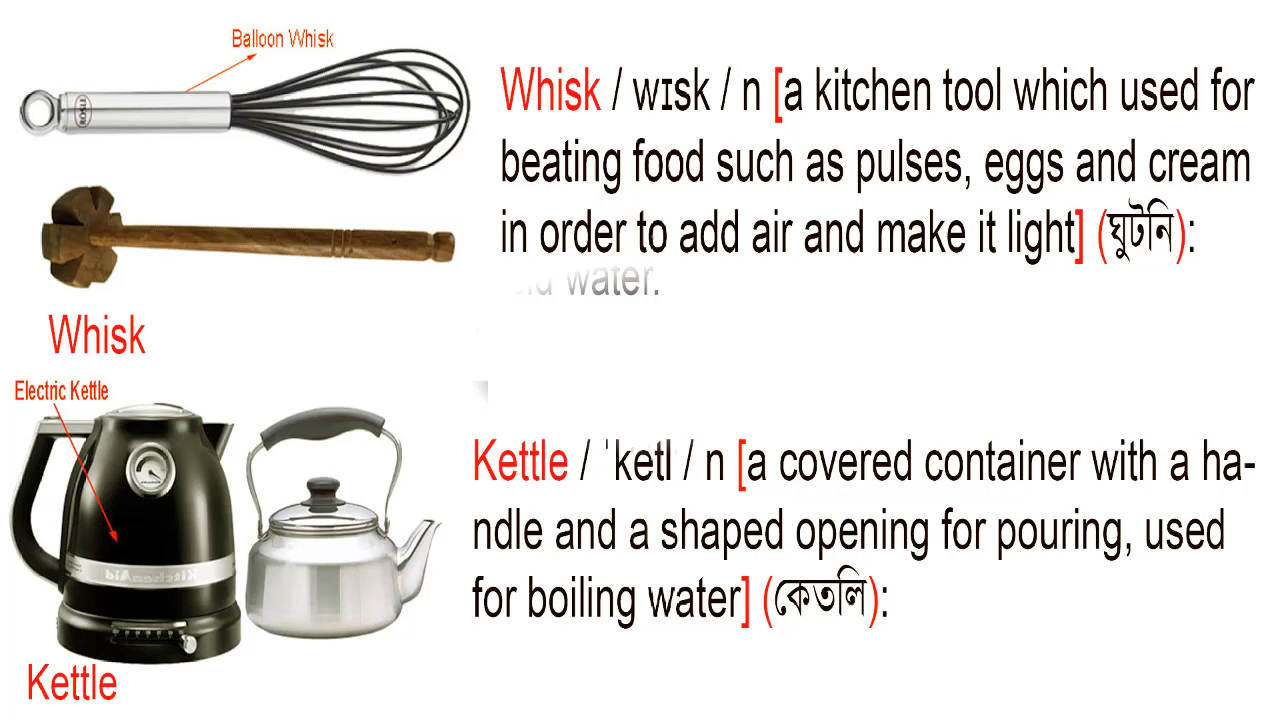 Balloon Whisk
RÖSLE
Whisk / wɪsk / n [a kitchen tool which used for
beating food such as pulses, eggs and cream
in order to add air and make it light] (ঘুটনি):
water.
Whisk
Electric Kettle
KitchenAid
Kettle / ˈketl / n [a covered container with a ha-
ndle and a shaped opening for pouring, used
for boiling water] (কেতলি):
Kettle